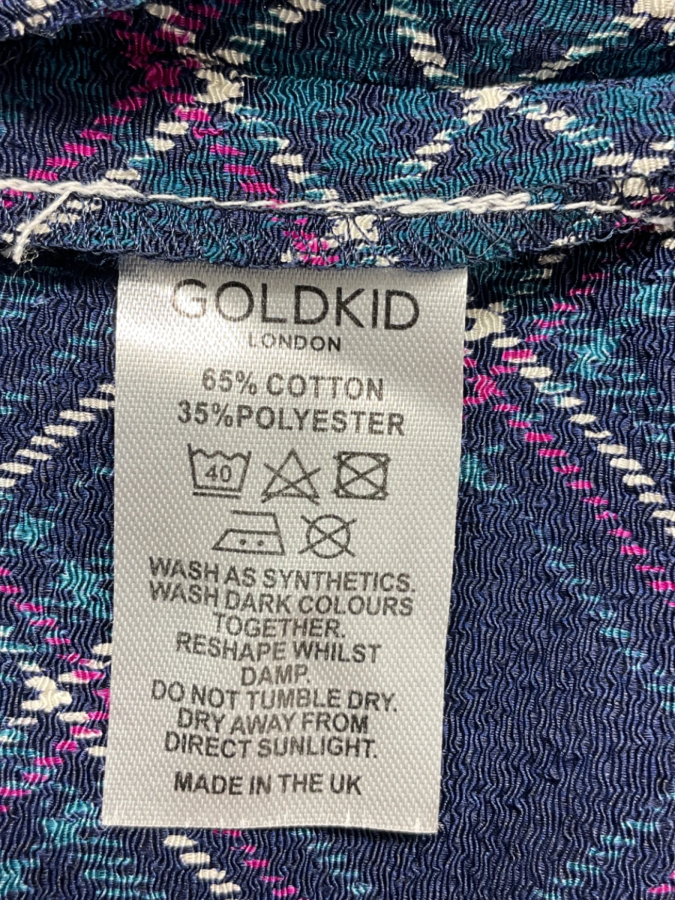 GOLDKID
LONDON
65% COTTON
35%POLYESTER
40
WASH AS SYNTHETICS.
WASH DARK COLOURS
TOGETHER.
RESHAPE WHILST
DAMP.
DO NOT TUMBLE DRY.
DRY AWAY FROM
DIRECT SUNLIGHT.
MADE IN THE UK